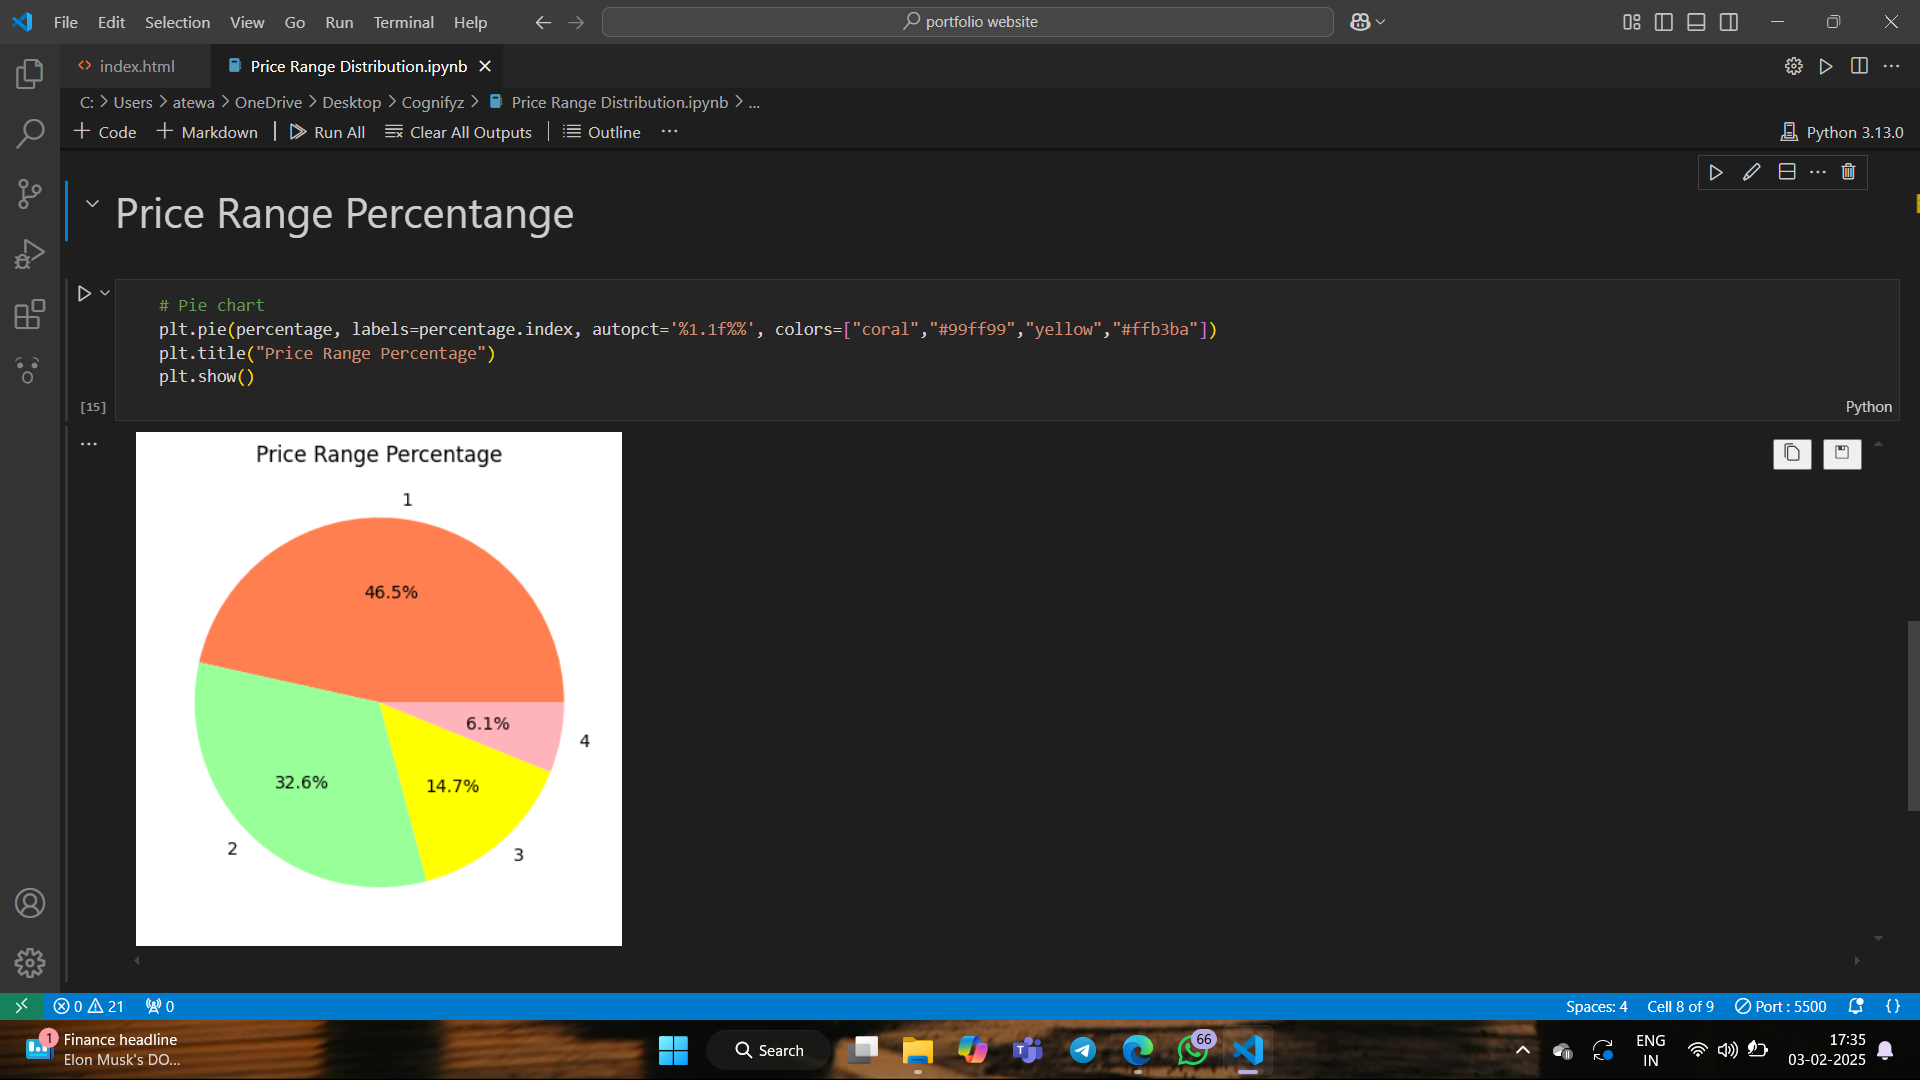 File Edit Selection View Go Run Terminal Help
portfolio website
index.html
Price Range Distribution.ipynb
C: > Users > atewa > OneDrive > Desktop > Cognifyz > Price Range Distribution.ipynb > ...
Code Markdown Run All Clear All Outputs Outline ...
Python 3.13.0
Price Range Percentange
# Pie chart
plt.pie(percentage, labels=percentage.index, autopct='%1.1f%%', colors=["coral","#99ff99","yellow","#ffb3ba"])
plt.title("Price Range Percentage")
plt.show()
[15]
Python
Price Range Percentage
1
46.5%
6.1%
4
32.6%
14.7%
2
3
0 21 0
Spaces: 4 Cell 8 of 9 Port : 5500
1
Finance headline
Elon Musk's DO...
Search
66
ENG
IN
17:35
03-02-2025